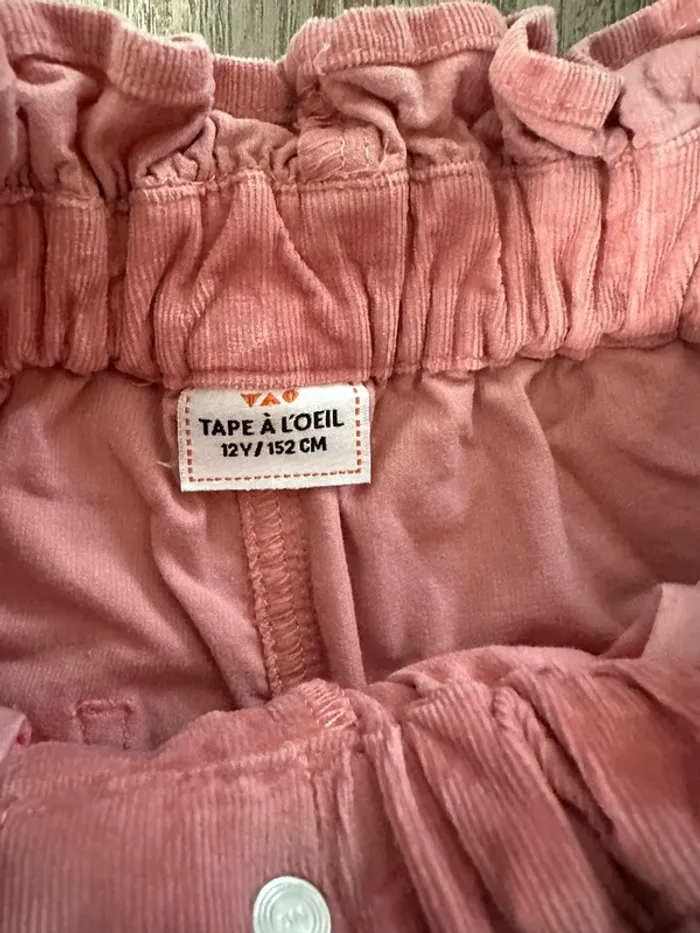 TAO
TAPE À L'OEIL
12Y/152 CM